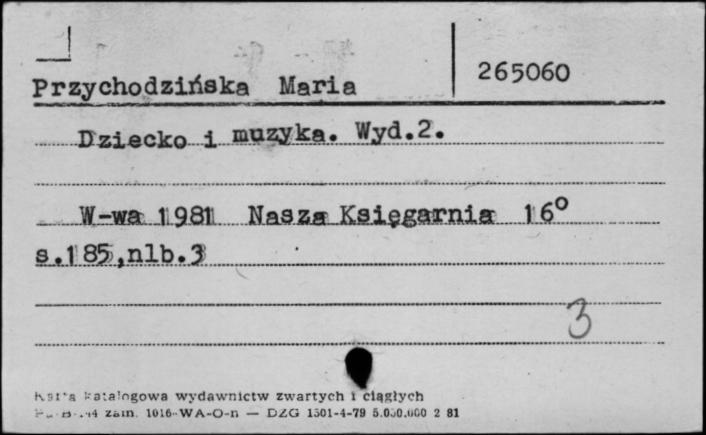 Przychodzińska Maria
265060
Dziecko i muzyka. Wyd.2.
W-wa 1981 Nasza Księgarnia 16°
s.185,nlb.3
3
Karta katalogowa wydawnictw zwartych i ciągłych
zam. 1016-WA-O-n — DZG 1301-4-79 5.000.000 2 81